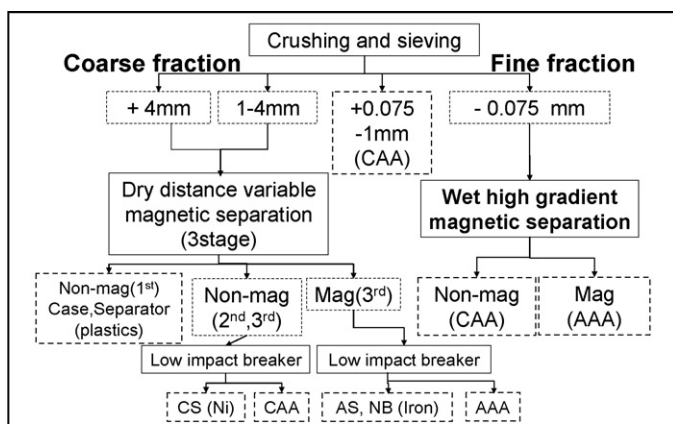 Crushing and sieving
Coarse fraction
Fine fraction
+ 4mm
1-4mm
+0.075
-1mm
(CAA)
- 0.075 mm
Dry distance variable
magnetic separation
(3stage)
Wet high gradient
magnetic separation
Non-mag(1st)
Case,Separator
(plastics)
Non-mag
(2nd,3rd)
Mag(3rd)
Non-mag
(CAA)
Mag
(AAA)
Low impact breaker
Low impact breaker
CS (Ni)
CAA
AS, NB (Iron)
AAA